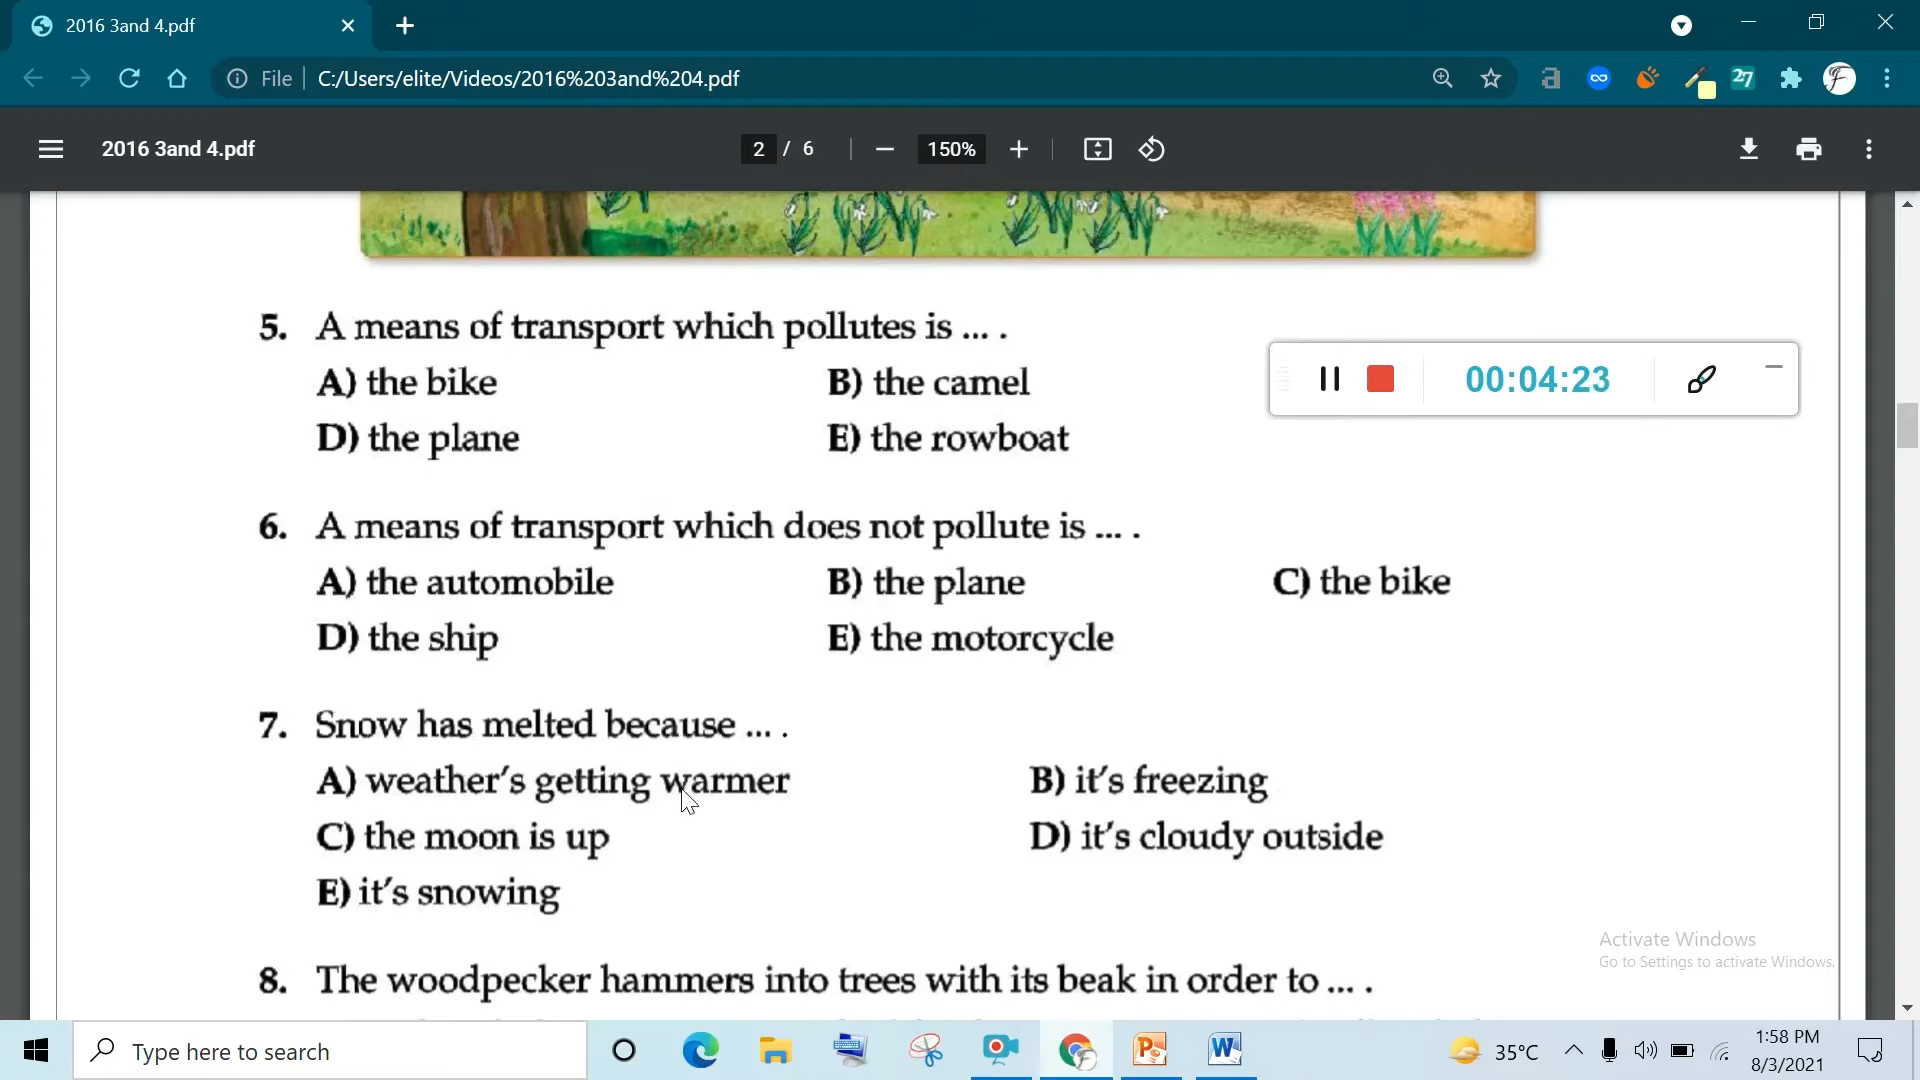 2016 3and 4.pdf
File
C:/Users/elite/Videos/2016%203and%204.pdf
27
2016 3and 4.pdf
2 / 6
150%
5. A means of transport which pollutes is ... .
A) the bike B) the camel
D) the plane E) the rowboat
00:04:23
6. A means of transport which does not pollute is ... .
A) the automobile B) the plane C) the bike
D) the ship E) the motorcycle
7. Snow has melted because ... .
A) weather's getting warmer B) it's freezing
C) the moon is up D) it's cloudy outside
E) it's snowing
8. The woodpecker hammers into trees with its beak in order to ... .
Activate Windows
Go to Settings to activate Windows.
Type here to search
35°C
1:58 PM
8/3/2021